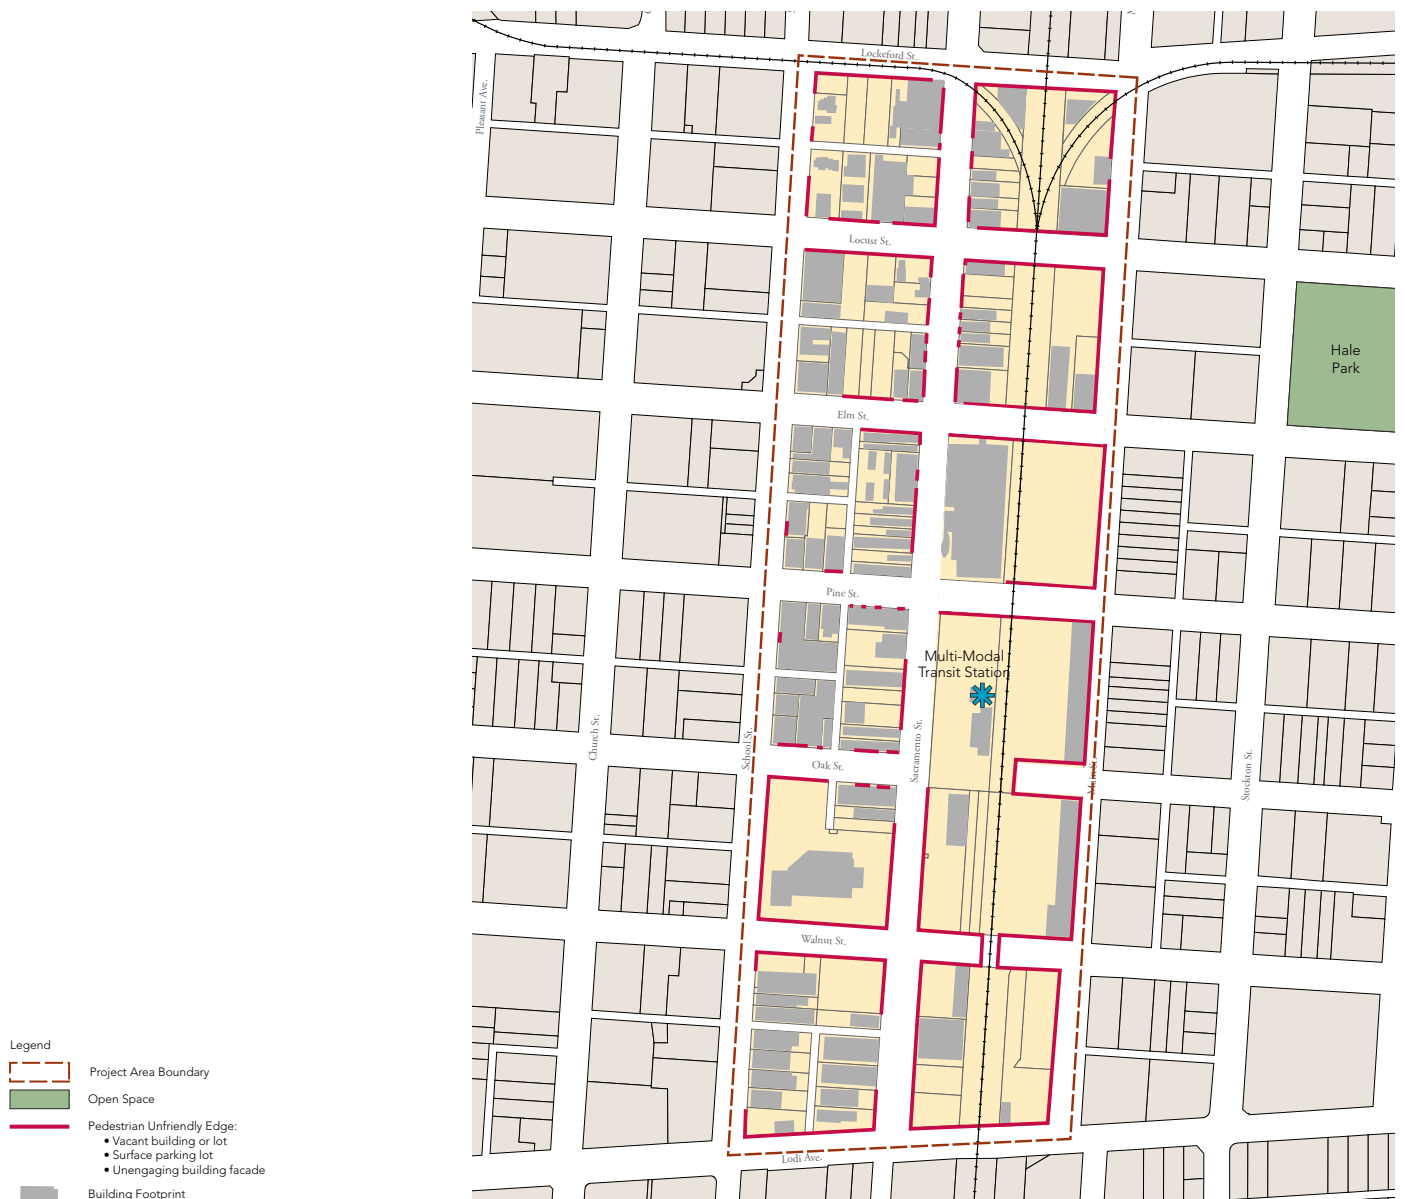 Lockeford St.
Pleasant Ave.
Locust St.
Hale
Park
Elm St.
Pine St.
Multi-Modal
Transit Station
Church St.
School St.
Sacramento St.
Oak St.
Main St.
Stockton St.
Walnut St.
Lodi Ave.
Legend
Project Area Boundary
Open Space
Pedestrian Unfriendly Edge:
• Vacant building or lot
• Surface parking lot
• Unengaging building facade
Building Footprint